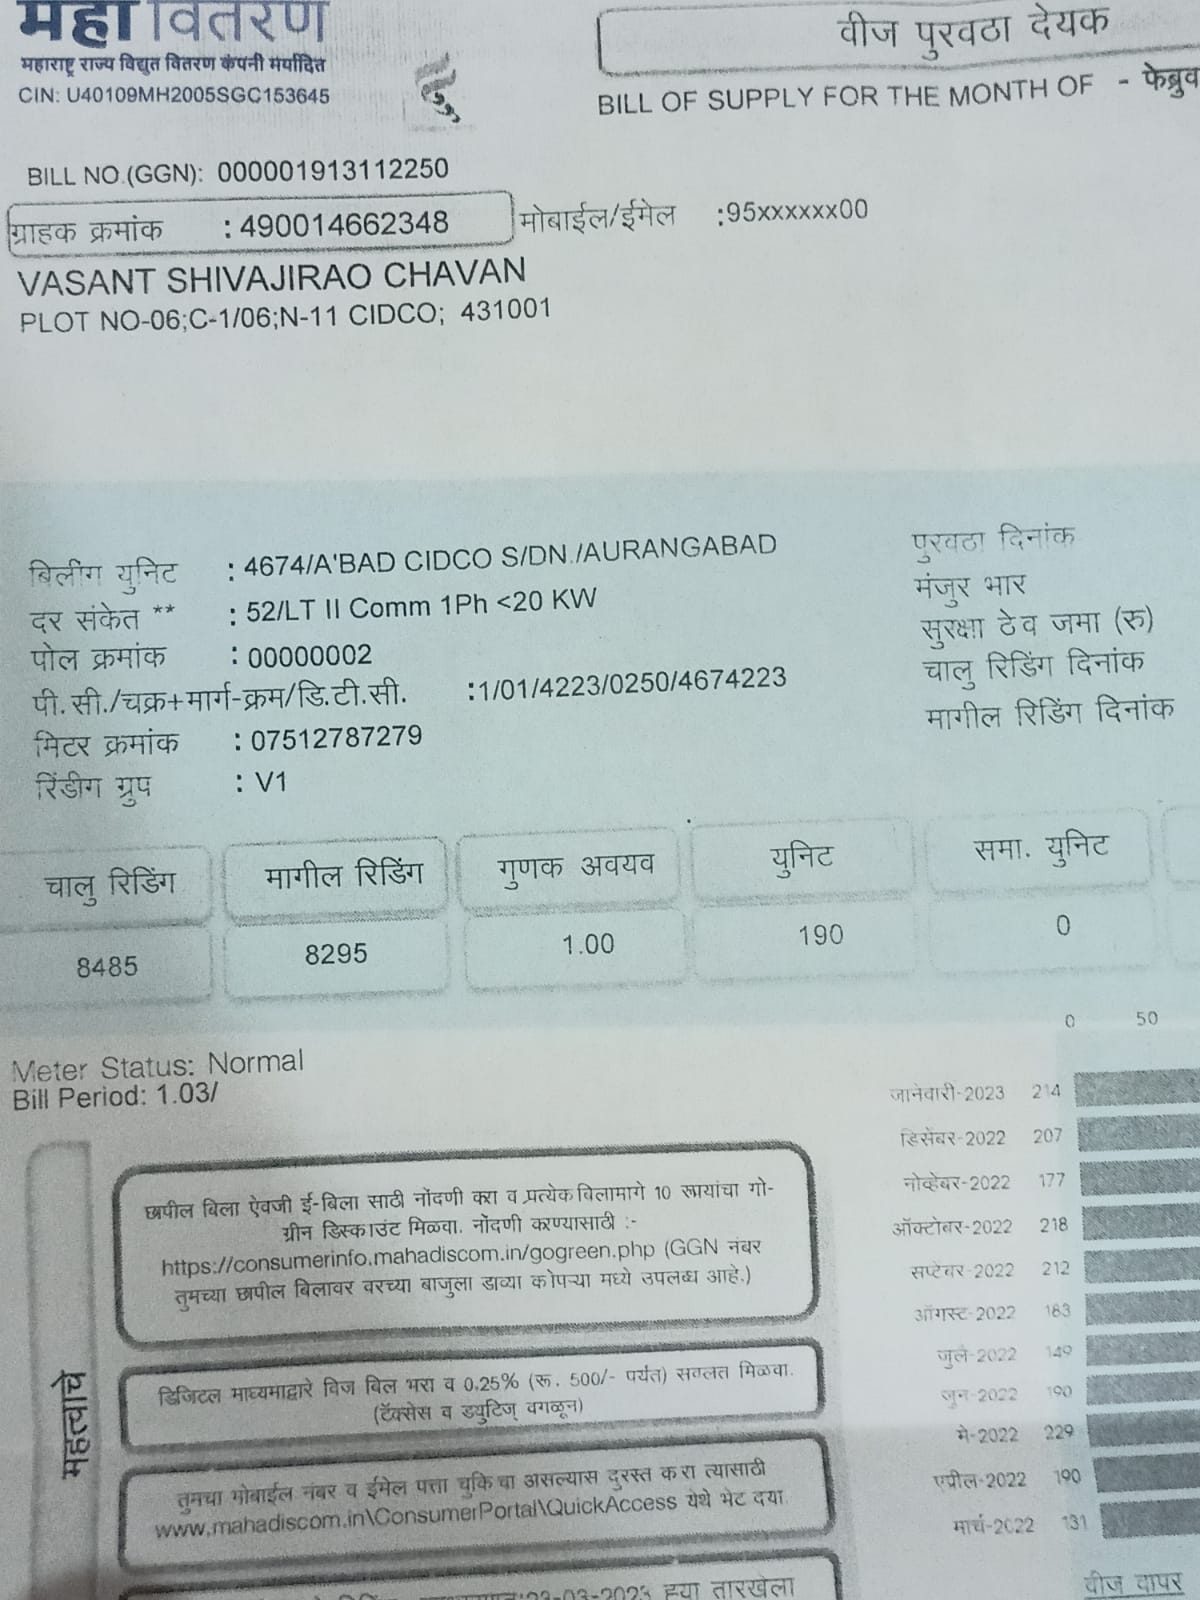 महावितरण
महाराष्ट्र राज्य विद्युत वितरण कंपनी मर्यादित
CIN: U40109MH2005SGC153645
वीज पुरवठा देयक
BILL OF SUPPLY FOR THE MONTH OF - फेब्रुव
BILL NO.(GGN): 000001913112250
ग्राहक क्रमांक : 490014662348
मोबाईल/ईमेल :95xxxxxx00
VASANT SHIVAJIRAO CHAVAN
PLOT NO-06;C-1/06;N-11 CIDCO; 431001
बिलींग युनिट : 4674/A'BAD CIDCO S/DN./AURANGABAD
दर संकेत ** : 52/LT II Comm 1Ph <20 KW
पोल क्रमांक : 00000002
पी.सी./चक्र+मार्ग-क्रम/डि.टी.सी. :1/01/4223/0250/4674223
मिटर क्रमांक : 07512787279
रिंडीग ग्रुप : V1
पुरवठा दिनांक
मंजुर भार
सुरक्षा ठेव जमा (रु)
चालु रिडिंग दिनांक
मागील रिडिंग दिनांक
चालु रिडिंग मागील रिडिंग गुणक अवयव युनिट समा. युनिट
8485 8295 1.00 190 0
Meter Status: Normal
Bill Period: 1.03/
0 50
जानेवारी-2023 214
डिसेंबर-2022 207
नोव्हेंबर-2022 177
ऑक्टोबर-2022 218
सप्टेंबर-2022 212
ऑगस्ट-2022 183
जुलै-2022 149
जुन-2022 190
मे-2022 229
एप्रील-2022 190
मार्च-2022 131
वीज वापर
महत्वाचे
छापील बिला ऐवजी ई-बिला साठी नोंदणी करा व प्रत्येक बिलामागे 10 रूपयांचा गो-
ग्रीन डिस्काउंट मिळवा. नोंदणी करण्यासाठी :-
https://consumerinfo.mahadiscom.in/gogreen.php (GGN नंबर
तुमच्या छापील बिलावर वरच्या बाजुला डाव्या कोपऱ्या मध्ये उपलब्ध आहे.)
डिजिटल माध्यमाद्वारे विज बिल भरा व 0.25% (रू. 500/- पर्यंत) सवलत मिळवा.
(टॅक्सेस व ड्युटिज् वगळून)
तुमचा मोबाईल नंबर व ईमेल पत्ता चुकिचा असल्यास दुरस्त करा त्यासाठी
www.mahadiscom.in\ConsumerPortal\QuickAccess येथे भेट दया.
-03-2023 ह्या तारखेला